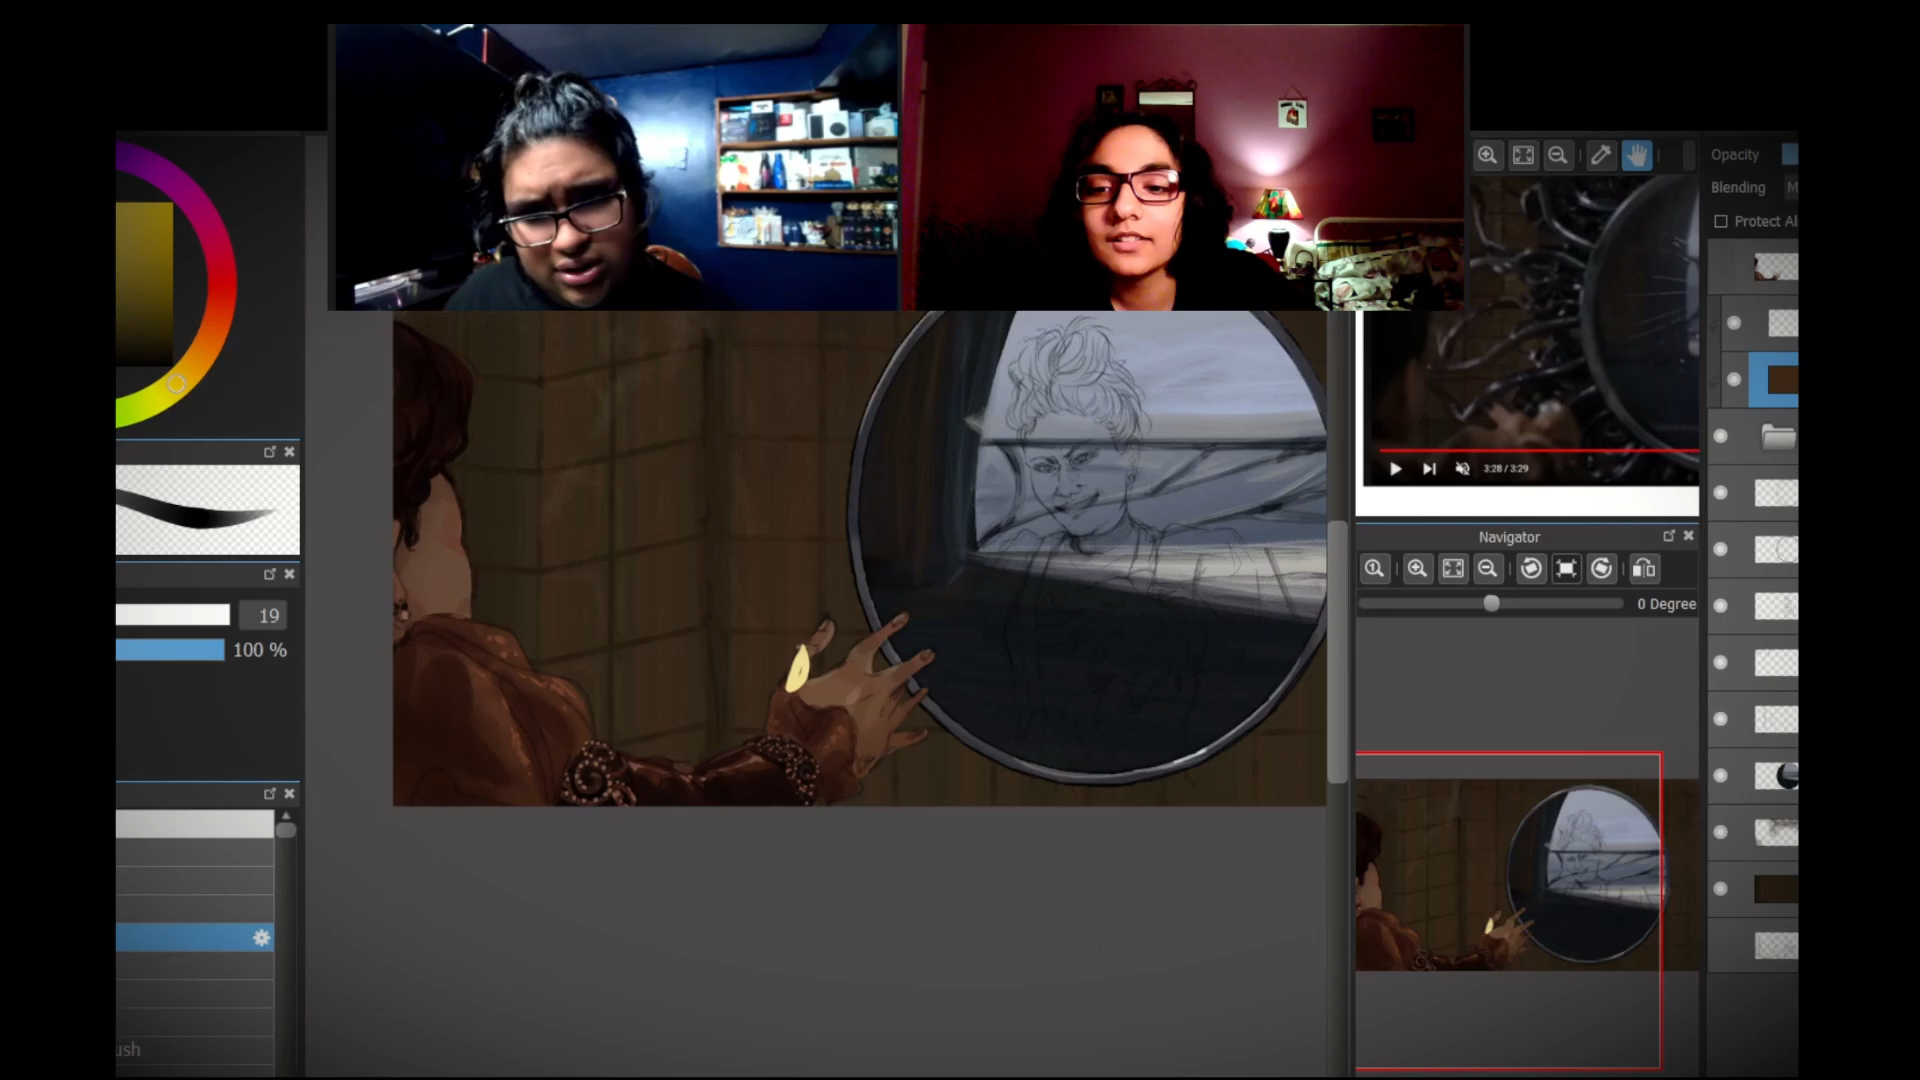 Opacity
Blending M
Protect Al
3:28 / 3:29
Navigator
0 Degree
19
100 %
ush